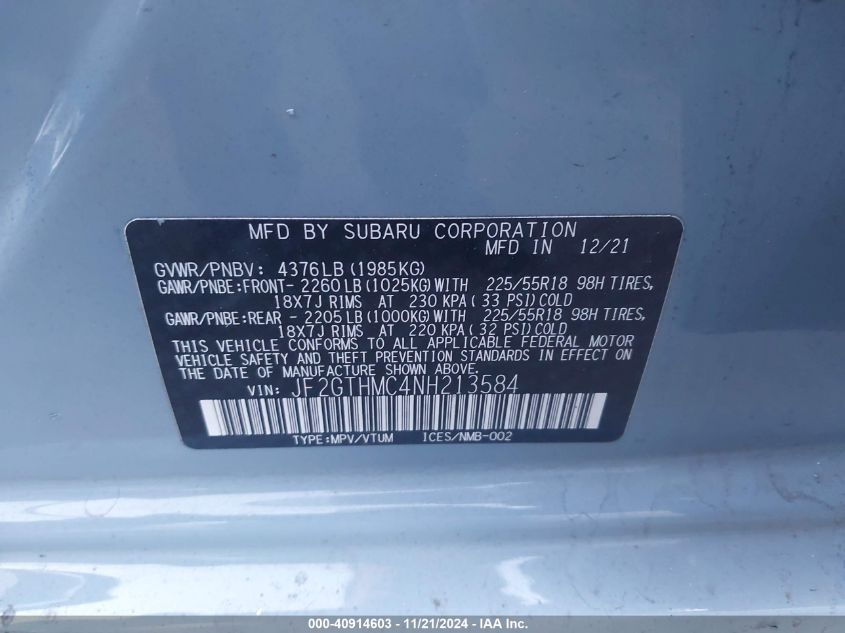 MFD BY SUBARU CORPORATION
MFD IN 12/21
GVWR/PNBV: 4376LB(1985KG)
GAWR/PNBE:FRONT- 2260LB(1025KG)WITH 225/55R18 98H TIRES,
18X7J RIMS AT 230 KPA(33 PSI)COLD
GAWR/PNBE:REAR - 2205LB(1000KG)WITH 225/55R18 98H TIRES,
18X7J RIMS AT 220 KPA(32 PSI)COLD
THIS VEHICLE CONFORMS TO ALL APPLICABLE FEDERAL MOTOR
VEHICLE SAFETY AND THEFT PREVENTION STANDARDS IN EFFECT ON
THE DATE OF MANUFACTURE SHOWN ABOVE.
VIN: JF2GTHMC4NH213584
TYPE:MPV/VTUM ICES/NMB-002
000-40914603 - 11/21/2024 - IAA Inc.